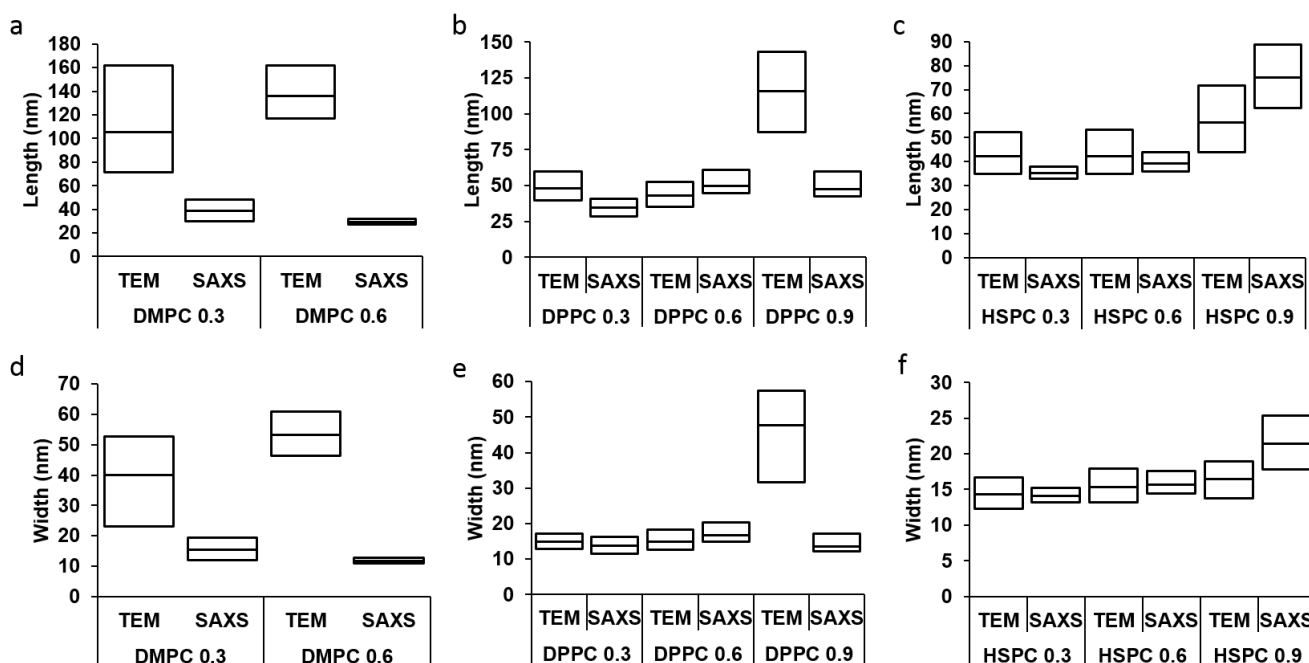 a
180
160
140
120
100
80
60
40
20
0
Length (nm)
TEM SAXS TEM SAXS
DMPC 0.3 DMPC 0.6
b
150
125
100
75
50
25
0
Length (nm)
TEM SAXS TEM SAXS TEM SAXS
DPPC 0.3 DPPC 0.6 DPPC 0.9
c
90
80
70
60
50
40
30
20
10
0
Length (nm)
TEM SAXS TEM SAXS TEM SAXS
HSPC 0.3 HSPC 0.6 HSPC 0.9
d
70
60
50
40
30
20
10
0
Width (nm)
TEM SAXS TEM SAXS
DMPC 0.3 DMPC 0.6
e
60
50
40
30
20
10
0
Width (nm)
TEM SAXS TEM SAXS TEM SAXS
DPPC 0.3 DPPC 0.6 DPPC 0.9
f
30
25
20
15
10
5
0
Width (nm)
TEM SAXS TEM SAXS TEM SAXS
HSPC 0.3 HSPC 0.6 HSPC 0.9